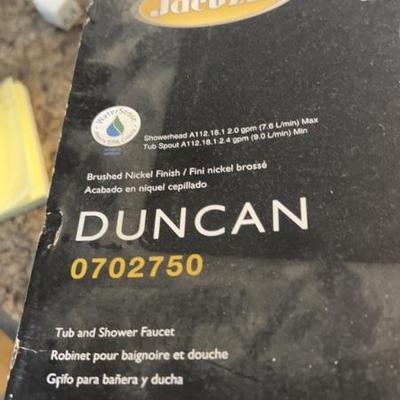 WaterSense
Showerhead A112.18.1 2.0 gpm (7.6 L/min) Max
Tub Spout A112.18.1 2.4 gpm (9.0 L/min) Min
Brushed Nickel Finish / Fini nickel brossé
Acabado en níquel cepillado
DUNCAN
0702750
Tub and Shower Faucet
Robinet pour baignoire et douche
Grifo para bañera y ducha